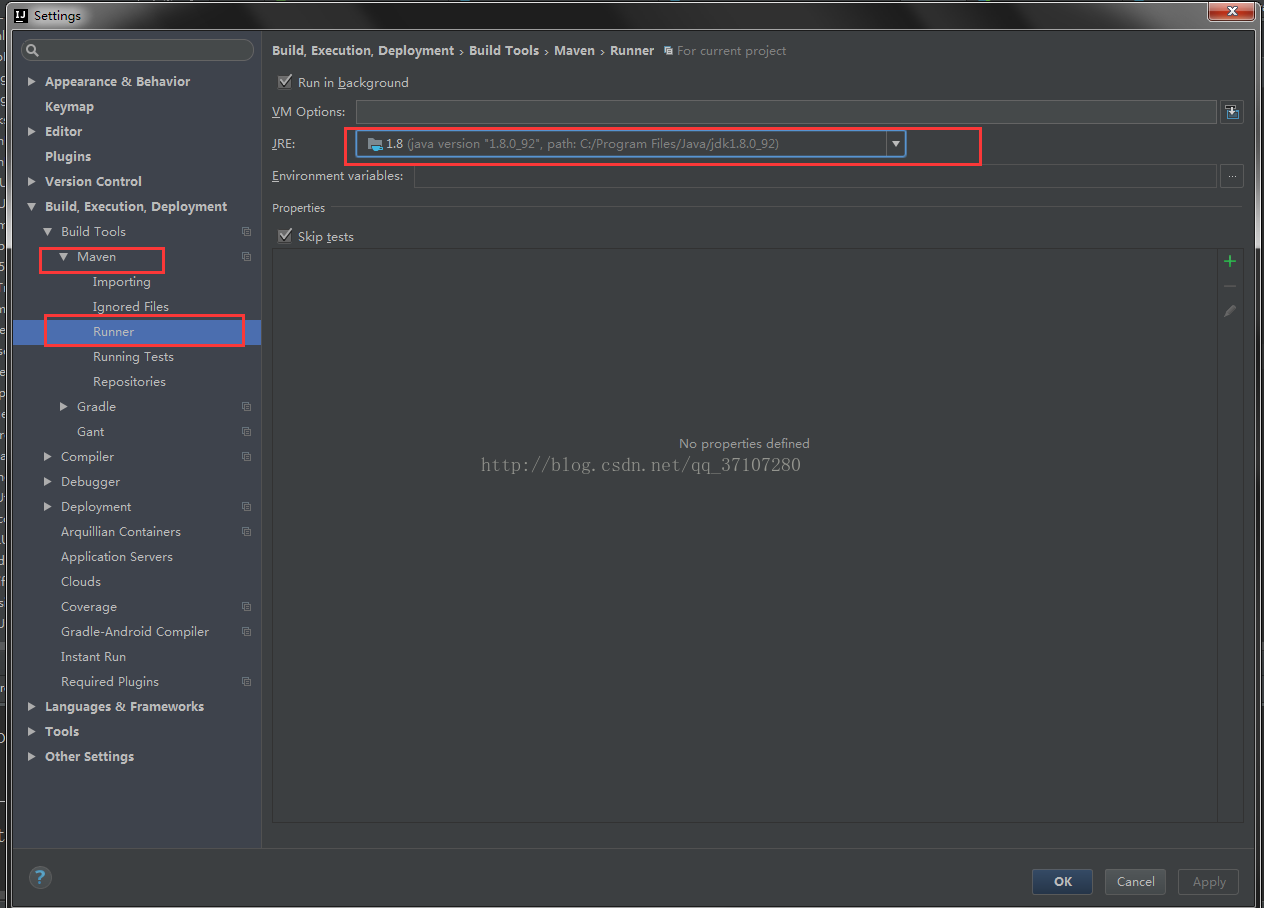 Settings
Build, Execution, Deployment › Build Tools › Maven › Runner For current project
Appearance & Behavior
Keymap
Editor
Plugins
Version Control
Build, Execution, Deployment
Build Tools
Maven
Importing
Ignored Files
Runner
Running Tests
Repositories
Gradle
Gant
Compiler
Debugger
Deployment
Arquillian Containers
Application Servers
Clouds
Coverage
Gradle-Android Compiler
Instant Run
Required Plugins
Languages & Frameworks
Tools
Other Settings
Run in background
VM Options:
JRE: 1.8 (java version "1.8.0_92", path: C:/Program Files/Java/jdk1.8.0_92)
Environment variables: ...
Properties
Skip tests
No properties defined
http://blog.csdn.net/qq_37107280
?
OK Cancel Apply